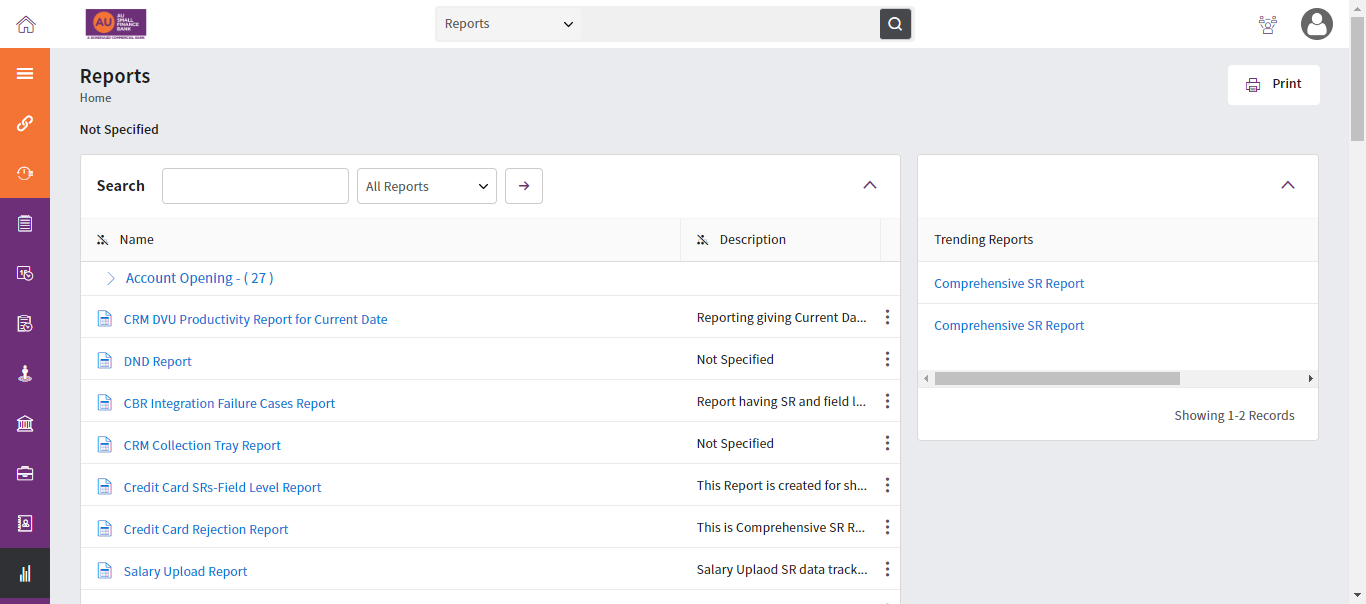 AU
AU
SMALL
FINANCE
BANK
A SCHEDULED COMMERCIAL BANK
Reports
Reports
Home
Print
Not Specified
Search
All Reports
Name
Description
Account Opening - ( 27 )
CRM DVU Productivity Report for Current Date
Reporting giving Current Da...
DND Report
Not Specified
CBR Integration Failure Cases Report
Report having SR and field l...
CRM Collection Tray Report
Not Specified
Credit Card SRs-Field Level Report
This Report is created for sh...
Credit Card Rejection Report
This is Comprehensive SR R...
Salary Upload Report
Salary Uplaod SR data track...
Trending Reports
Comprehensive SR Report
Comprehensive SR Report
Showing 1-2 Records